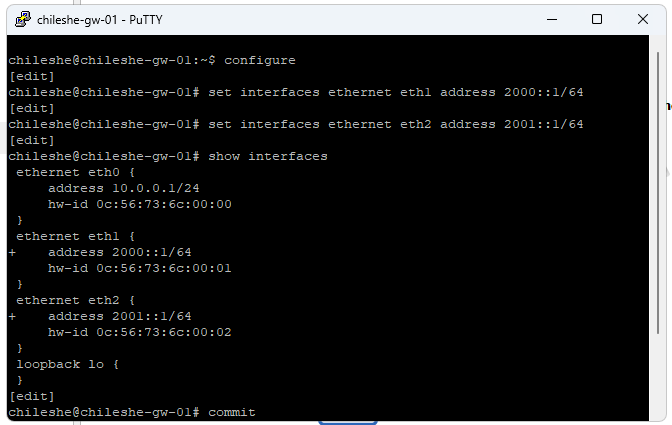 chileshe-gw-01 - PuTTY
chileshe@chileshe-gw-01:~$ configure
[edit]
chileshe@chileshe-gw-01# set interfaces ethernet eth1 address 2000::1/64
[edit]
chileshe@chileshe-gw-01# set interfaces ethernet eth2 address 2001::1/64
[edit]
chileshe@chileshe-gw-01# show interfaces
 ethernet eth0 {
     address 10.0.0.1/24
     hw-id 0c:56:73:6c:00:00
 }
 ethernet eth1 {
+    address 2000::1/64
     hw-id 0c:56:73:6c:00:01
 }
 ethernet eth2 {
+    address 2001::1/64
     hw-id 0c:56:73:6c:00:02
 }
 loopback lo {
 }
[edit]
chileshe@chileshe-gw-01# commit